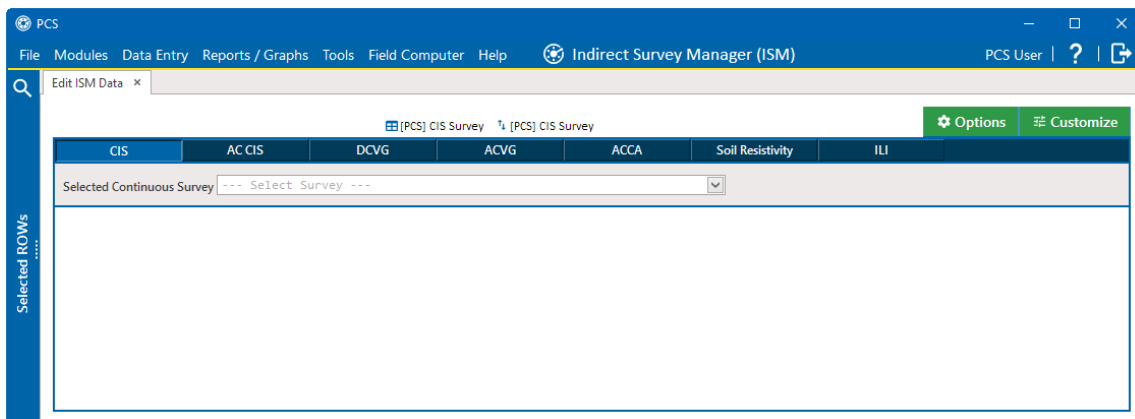 PCS
File Modules Data Entry Reports / Graphs Tools Field Computer Help Indirect Survey Manager (ISM) PCS User | ? |
Edit ISM Data ×
[PCS] CIS Survey [PCS] CIS Survey Options Customize
CIS AC CIS DCVG ACVG ACCA Soil Resistivity ILI
Selected Continuous Survey --- Select Survey ---
Selected ROWs